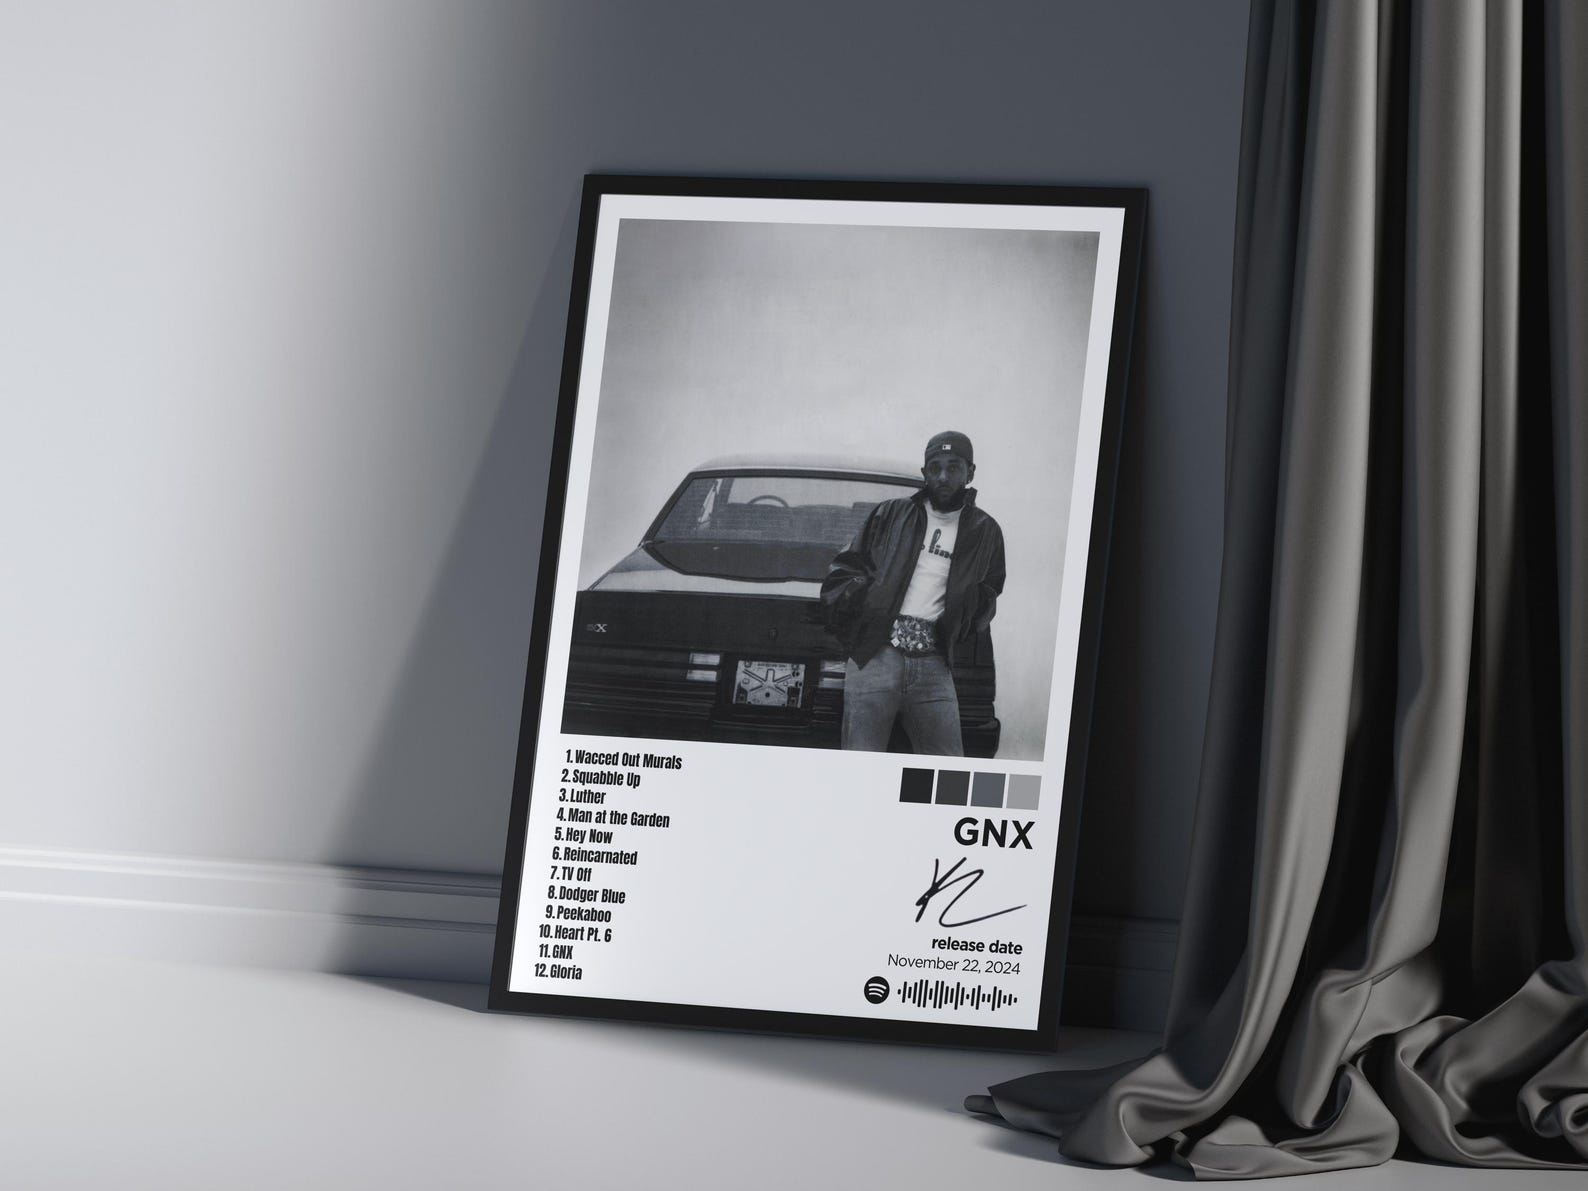 1. Wacced Out Murals
2. Squabble Up
3. Luther
4. Man at the Garden
5. Hey Now
6. Reincarnated
7. TV Off
8. Dodger Blue
9. Peekaboo
10. Heart Pt. 6
11. GNX
12. Gloria
GNX
release date
November 22, 2024